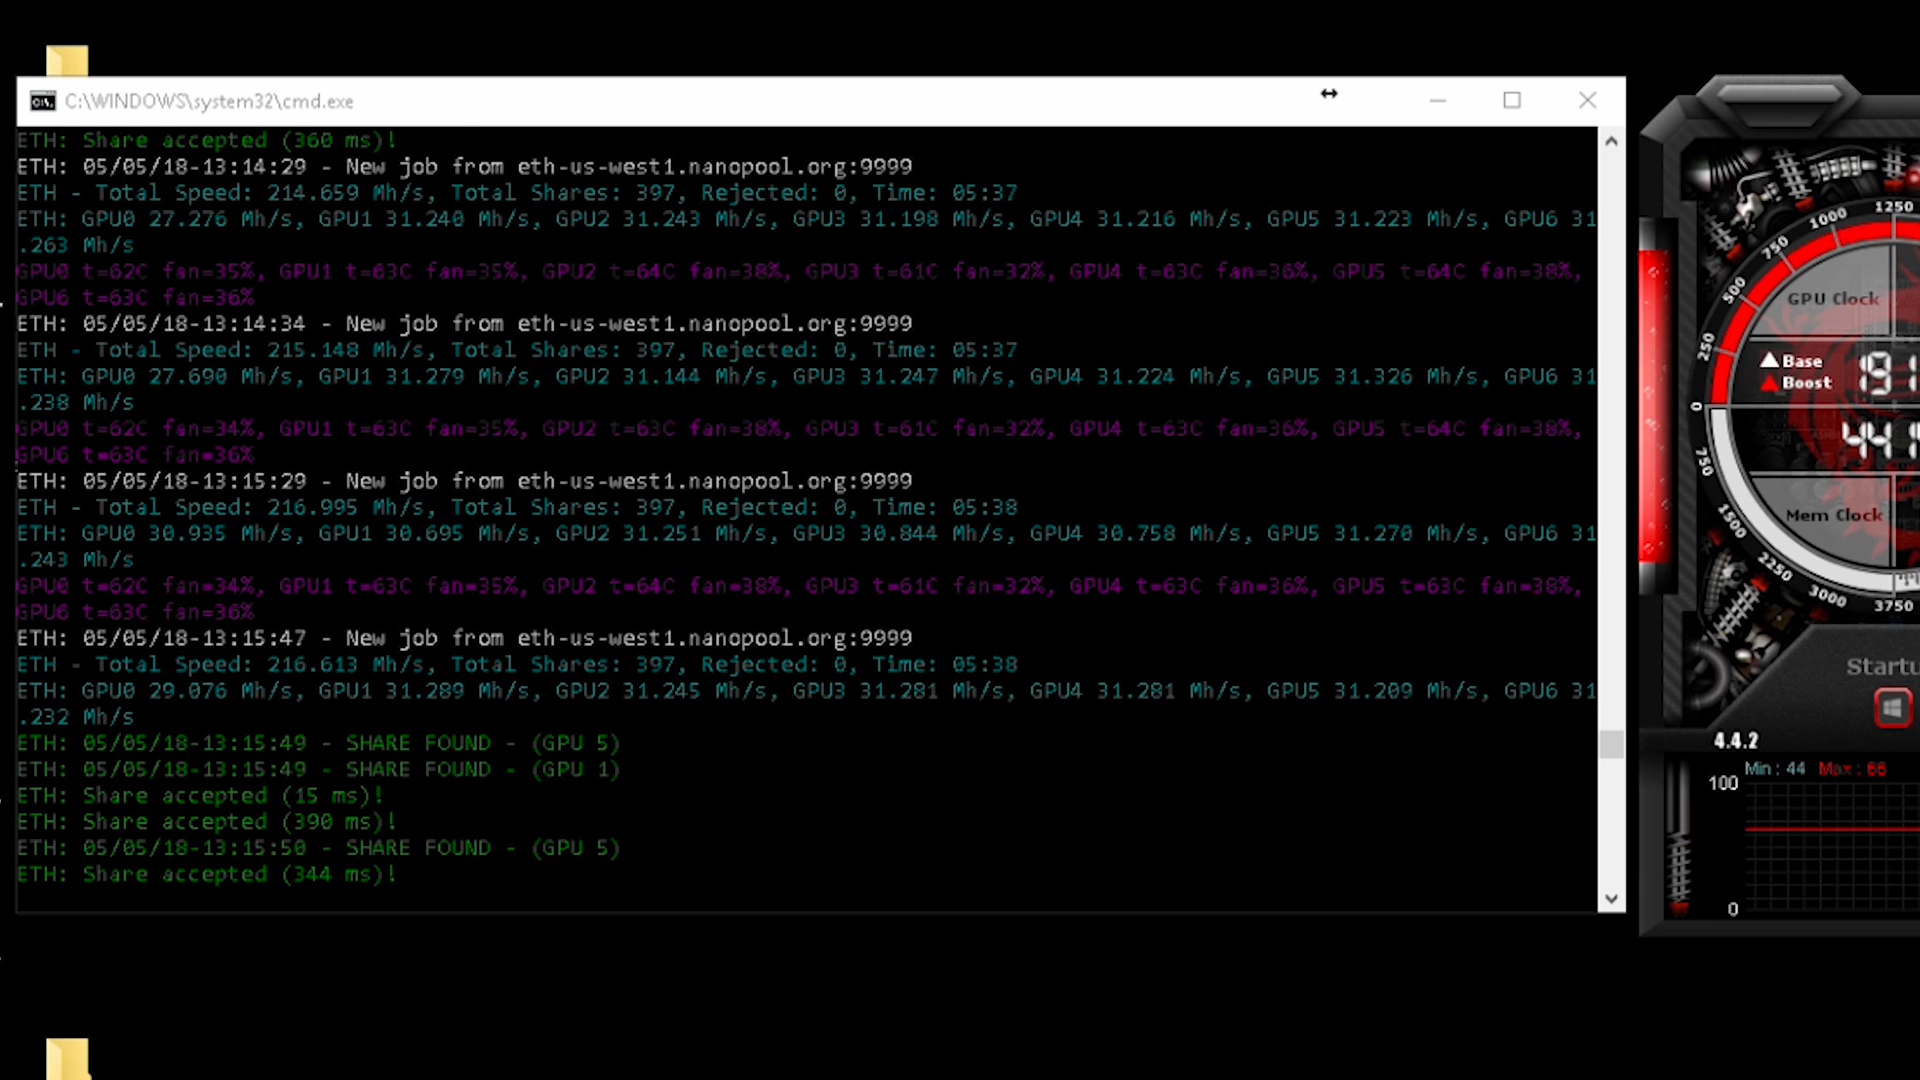 C:\WINDOWS\system32\cmd.exe
ETH: Share accepted (360 ms)!
ETH: 05/05/18-13:14:29 - New job from eth-us-west1.nanopool.org:9999
ETH - Total Speed: 214.659 Mh/s, Total Shares: 397, Rejected: 0, Time: 05:37
ETH: GPU0 27.276 Mh/s, GPU1 31.240 Mh/s, GPU2 31.243 Mh/s, GPU3 31.198 Mh/s, GPU4 31.216 Mh/s, GPU5 31.223 Mh/s, GPU6 31
.263 Mh/s
GPU0 t=62C fan=35%, GPU1 t=63C fan=35%, GPU2 t=64C fan=38%, GPU3 t=61C fan=32%, GPU4 t=63C fan=36%, GPU5 t=64C fan=38%,
GPU6 t=63C fan=36%
ETH: 05/05/18-13:14:34 - New job from eth-us-west1.nanopool.org:9999
ETH - Total Speed: 215.148 Mh/s, Total Shares: 397, Rejected: 0, Time: 05:37
ETH: GPU0 27.690 Mh/s, GPU1 31.279 Mh/s, GPU2 31.144 Mh/s, GPU3 31.247 Mh/s, GPU4 31.224 Mh/s, GPU5 31.326 Mh/s, GPU6 31
.238 Mh/s
GPU0 t=62C fan=34%, GPU1 t=63C fan=35%, GPU2 t=63C fan=38%, GPU3 t=61C fan=32%, GPU4 t=63C fan=36%, GPU5 t=64C fan=38%,
GPU6 t=63C fan=36%
ETH: 05/05/18-13:15:29 - New job from eth-us-west1.nanopool.org:9999
ETH - Total Speed: 216.995 Mh/s, Total Shares: 397, Rejected: 0, Time: 05:38
ETH: GPU0 30.935 Mh/s, GPU1 30.695 Mh/s, GPU2 31.251 Mh/s, GPU3 30.844 Mh/s, GPU4 30.758 Mh/s, GPU5 31.270 Mh/s, GPU6 31
.243 Mh/s
GPU0 t=62C fan=34%, GPU1 t=63C fan=35%, GPU2 t=64C fan=38%, GPU3 t=61C fan=32%, GPU4 t=63C fan=36%, GPU5 t=63C fan=38%,
GPU6 t=63C fan=36%
ETH: 05/05/18-13:15:47 - New job from eth-us-west1.nanopool.org:9999
ETH - Total Speed: 216.613 Mh/s, Total Shares: 397, Rejected: 0, Time: 05:38
ETH: GPU0 29.076 Mh/s, GPU1 31.289 Mh/s, GPU2 31.245 Mh/s, GPU3 31.281 Mh/s, GPU4 31.281 Mh/s, GPU5 31.209 Mh/s, GPU6 31
.232 Mh/s
ETH: 05/05/18-13:15:49 - SHARE FOUND - (GPU 5)
ETH: 05/05/18-13:15:49 - SHARE FOUND - (GPU 1)
ETH: Share accepted (15 ms)!
ETH: Share accepted (390 ms)!
ETH: 05/05/18-13:15:50 - SHARE FOUND - (GPU 5)
ETH: Share accepted (344 ms)!
0
250
500
750
1000
1250
GPU Clock
Base
Boost
191
441
Mem Clock
750
1500
2250
3000
3750
Startu
4.4.2
Min : 44 Max : 66
100
0